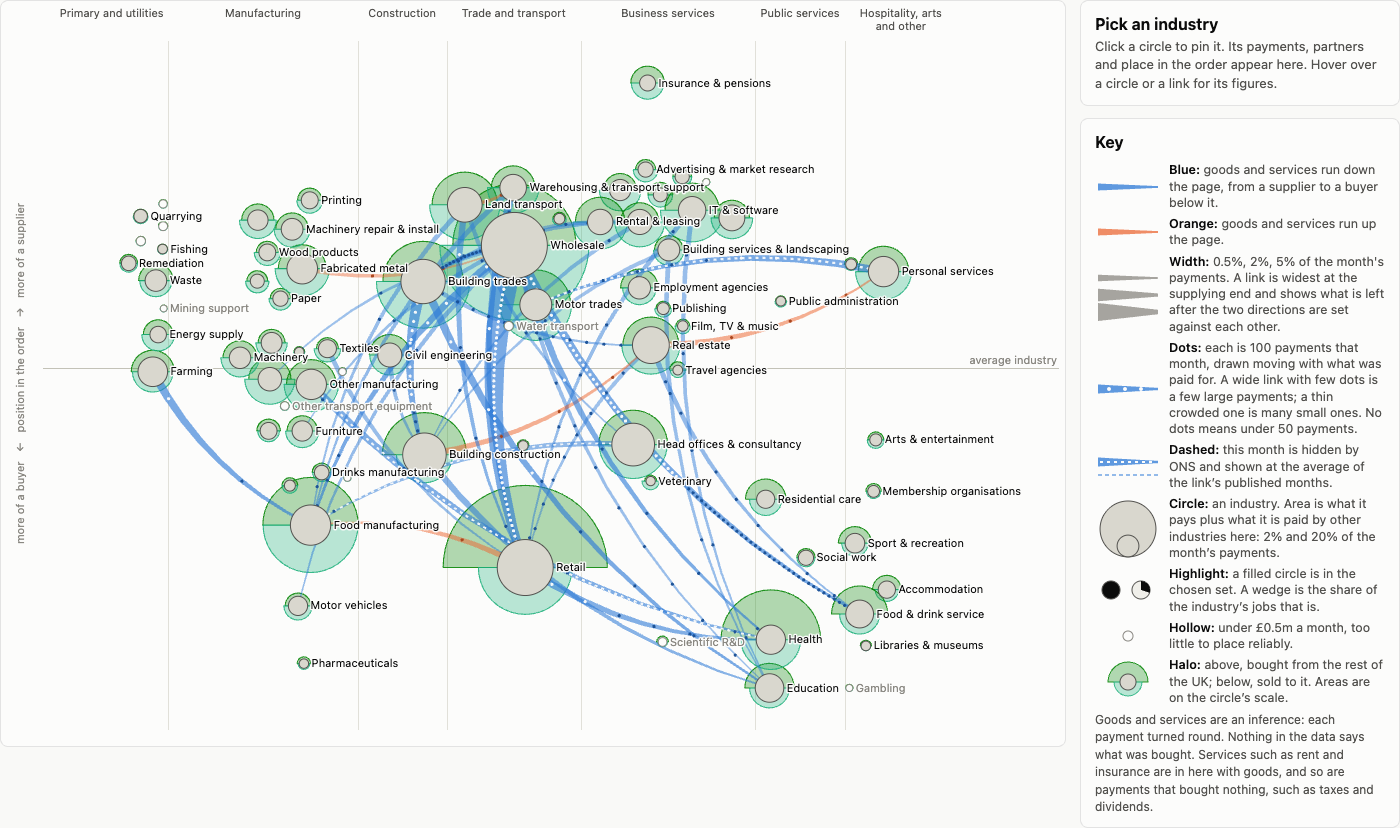 Primary and utilities
Manufacturing
Construction
Trade and transport
Business services
Public services
Hospitality, arts
and other
more of a buyer ← position in the order → more of a supplier
Insurance & pensions
Advertising & market research
Warehousing & transport support
Printing
Land transport
IT & software
Quarrying
Rental & leasing
Machinery repair & install
Wholesale
Fishing
Wood products
Building services & landscaping
Remediation
Fabricated metal
Personal services
Waste
Building trades
Employment agencies
Paper
Motor trades
Public administration
Mining support
Publishing
Water transport
Film, TV & music
Energy supply
Textiles
Real estate
Machinery
Civil engineering
average industry
Farming
Travel agencies
Other manufacturing
Other transport equipment
Furniture
Arts & entertainment
Head offices & consultancy
Building construction
Drinks manufacturing
Veterinary
Membership organisations
Residential care
Food manufacturing
Sport & reconciliation
Social work
Retail
Accommodation
Motor vehicles
Food & drink service
Health
Scientific R&D
Libraries & museums
Pharmaceuticals
Education
Gambling
Pick an industry
Click a circle to pin it. Its payments, partners
and place in the order appear here. Hover over
a circle or a link for its figures.
Key
Blue: goods and services run down
the page, from a supplier to a buyer
below it.
Orange: goods and services run up
the page.
Width: 0.5%, 2%, 5% of the month's
payments. A link is widest at the
supplying end and shows what is left
after the two directions are set
against each other.
Dots: each is 100 payments that
month, drawn moving with what was
paid for. A wide link with few dots is
a few large payments; a thin
crowded one is many small ones. No
dots means under 50 payments.
Dashed: this month is hidden by
ONS and shown at the average of
the link's published months.
Circle: an industry. Area is what it
pays plus what it is paid by other
industries here: 2% and 20% of the
month's payments.
Highlight: a filled circle is in the
chosen set. A wedge is the share of
the industry's jobs that is.
Hollow: under £0.5m a month, too
little to place reliably.
Halo: above, bought from the rest of
the UK; below, sold to it. Areas are
on the circle's scale.
Goods and services are an inference: each
payment turned round. Nothing in the data says
what was bought. Services such as rent and
insurance are in here with goods, and so are
payments that bought nothing, such as taxes and
dividends.